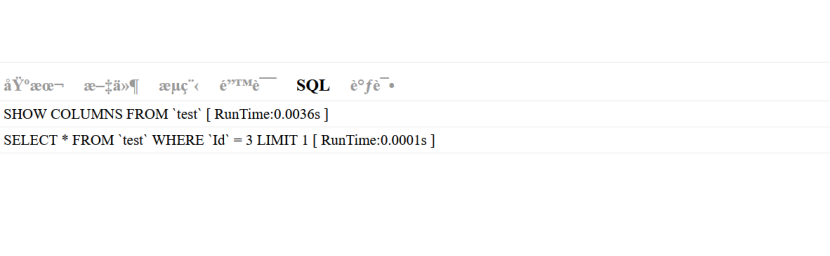 åŸºæœ¬ æ–‡ä»¶ æµç¨‹ é”™è¯¯ SQL è°ƒè¯•
SHOW COLUMNS FROM `test` [ RunTime:0.0036s ]
SELECT * FROM `test` WHERE `Id` = 3 LIMIT 1 [ RunTime:0.0001s ]